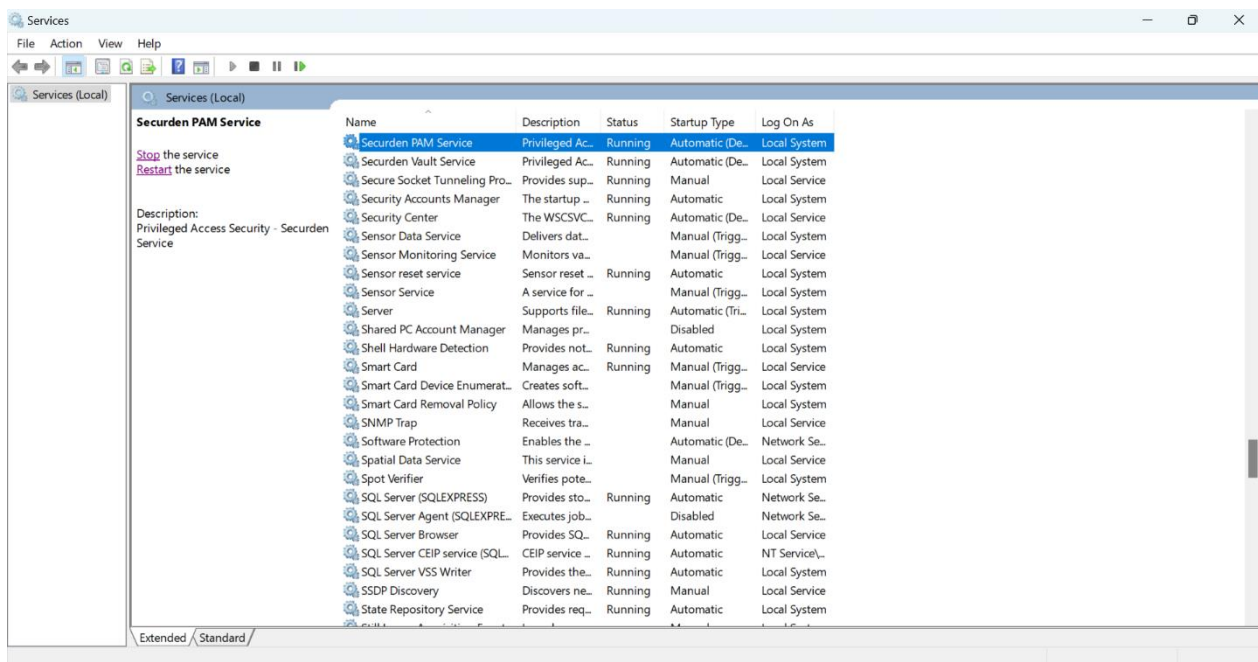 Services
File Action View Help
Services (Local)
Services (Local)
Securden PAM Service
Stop the service
Restart the service
Description:
Privileged Access Security - Securden
Service
Name Description Status Startup Type Log On As
Securden PAM Service Privileged Ac... Running Automatic (De... Local System
Securden Vault Service Privileged Ac... Running Automatic (De... Local System
Secure Socket Tunneling Pro... Provides sup... Running Manual Local Service
Security Accounts Manager The startup ... Running Automatic Local System
Security Center The WSCSVC... Running Automatic (De... Local Service
Sensor Data Service Delivers dat... Manual (Trigg... Local System
Sensor Monitoring Service Monitors va... Manual (Trigg... Local Service
Sensor reset service Sensor reset ... Running Automatic Local System
Sensor Service A service for ... Manual (Trigg... Local System
Server Supports file... Running Automatic (Tri... Local System
Shared PC Account Manager Manages pr... Disabled Local System
Shell Hardware Detection Provides not... Running Automatic Local System
Smart Card Manages ac... Running Manual (Trigg... Local Service
Smart Card Device Enumerat... Creates soft... Manual (Trigg... Local System
Smart Card Removal Policy Allows the s... Manual Local System
SNMP Trap Receives tra... Manual Local Service
Software Protection Enables the ... Automatic (De... Network Se...
Spatial Data Service This service i... Manual Local Service
Spot Verifier Verifies pote... Manual (Trigg... Local System
SQL Server (SQLEXPRESS) Provides sto... Running Automatic Network Se...
SQL Server Agent (SQLEXPRE... Executes job... Disabled Network Se...
SQL Server Browser Provides SQ... Running Automatic Local Service
SQL Server CEIP service (SQL... CEIP service ... Running Automatic NT Service\...
SQL Server VSS Writer Provides the... Running Automatic Local System
SSDP Discovery Discovers ne... Running Manual Local Service
State Repository Service Provides req... Running Automatic Local System
Extended Standard